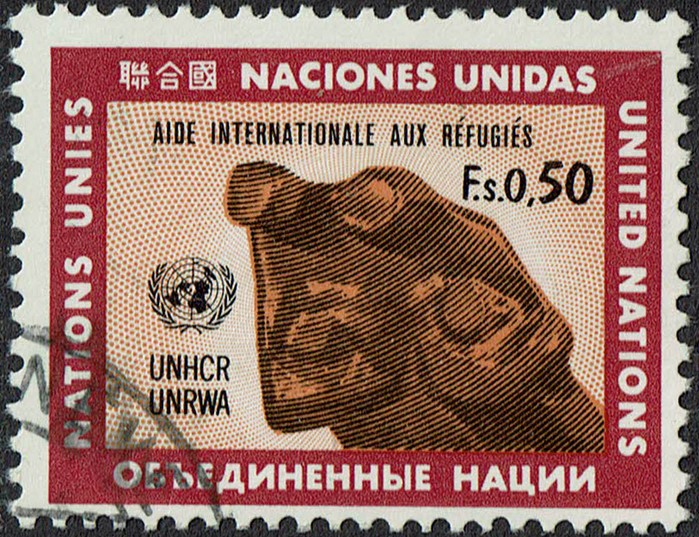 聯合國 NACIONES UNIDAS
NATIONS UNIES
AIDE INTERNATIONALE AUX RÉFUGIÉS
F.s.0,50
UNITED NATIONS
UNHCR
UNRWA
ОБЪЕДИНЕННЫЕ НАЦИИ